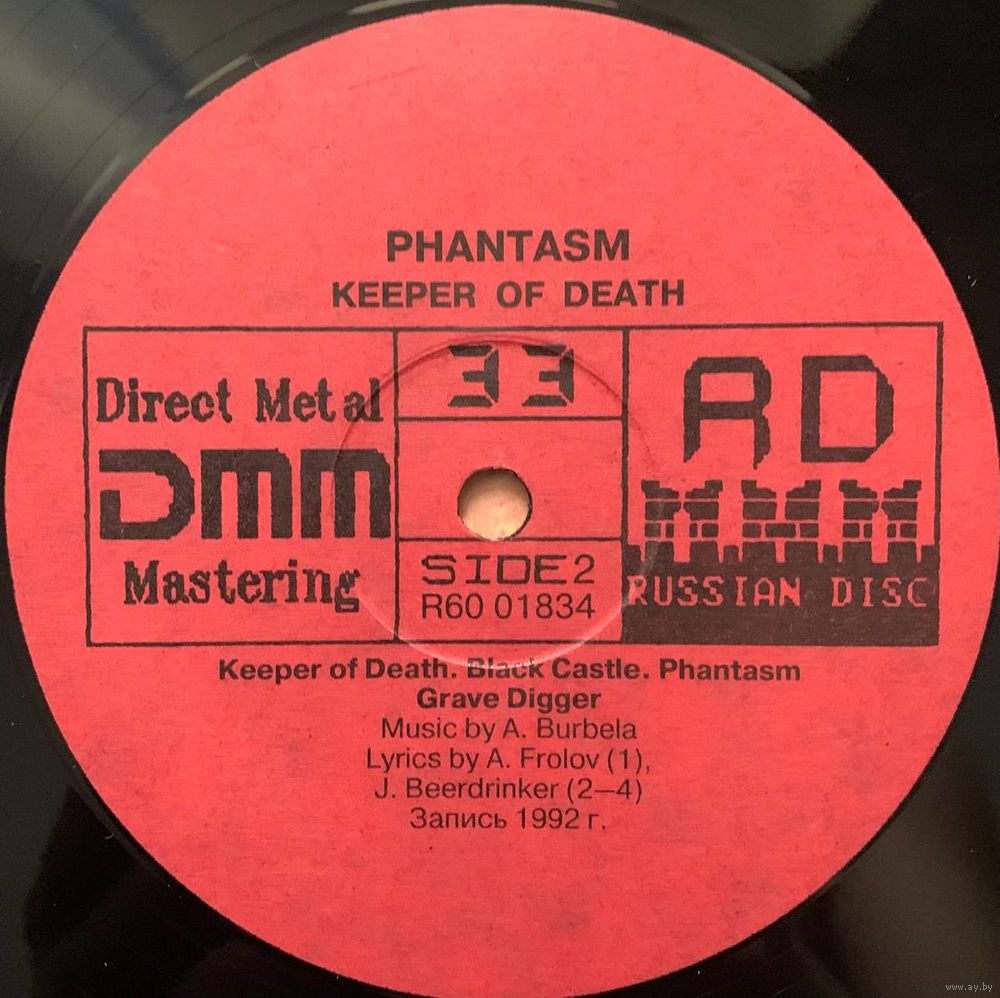 PHANTASM
KEEPER OF DEATH
Direct Metal
DMM
Mastering
33
SIDE2
R60 01834
RD
RUSSIAN DISC
Keeper of Death. Black Castle. Phantasm
Grave Digger
Music by A. Burbela
Lyrics by A. Frolov (1),
J. Beerdrinker (2—4)
Запись 1992 г.
www.ay.by